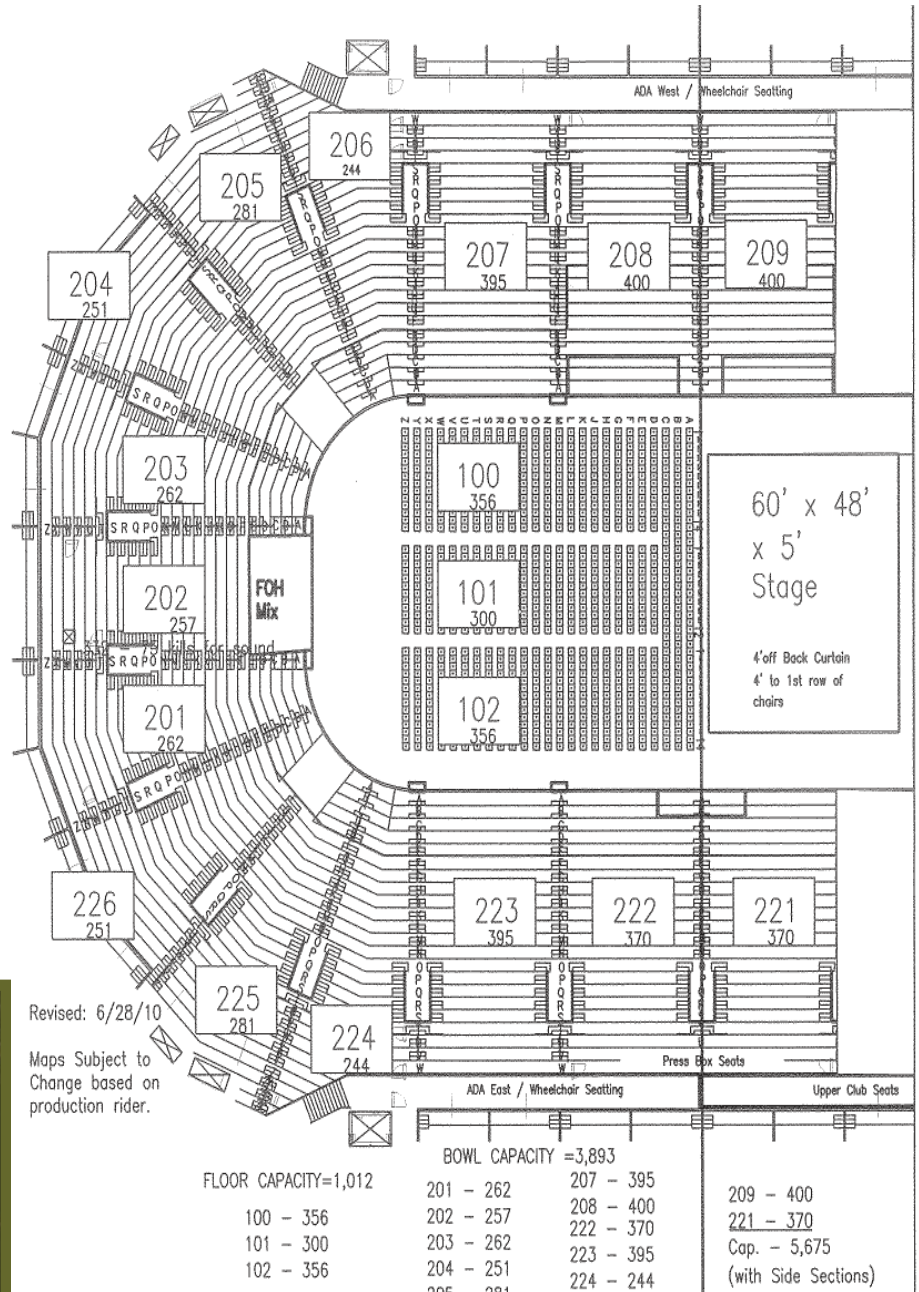 ADA West / Wheelchair Seatting
206
244
205
281
204
251
207
395
208
400
209
400
203
262
202
257
201
262
FOH
Mix
Z Y X W V U T S R Q P O N M L K J H G F E D C B A
100
356
101
300
102
356
60' x 48'
x 5'
Stage
4'off Back Curtain
4' to 1st row of
chairs
226
251
225
281
224
244
223
395
222
370
221
370
S R Q P O
S R Q P O
S R Q P O
S R Q P O
Revised: 6/28/10
Maps Subject to
Change based on
production rider.
Press Box Seats
ADA East / Wheelchair Seatting
Upper Club Seats
FLOOR CAPACITY=1,012
100 - 356
101 - 300
102 - 356
BOWL CAPACITY =3,893
201 - 262
202 - 257
203 - 262
204 - 251
207 - 395
208 - 400
222 - 370
223 - 395
224 - 244
209 - 400
221 - 370
Cap. - 5,675
(with Side Sections)